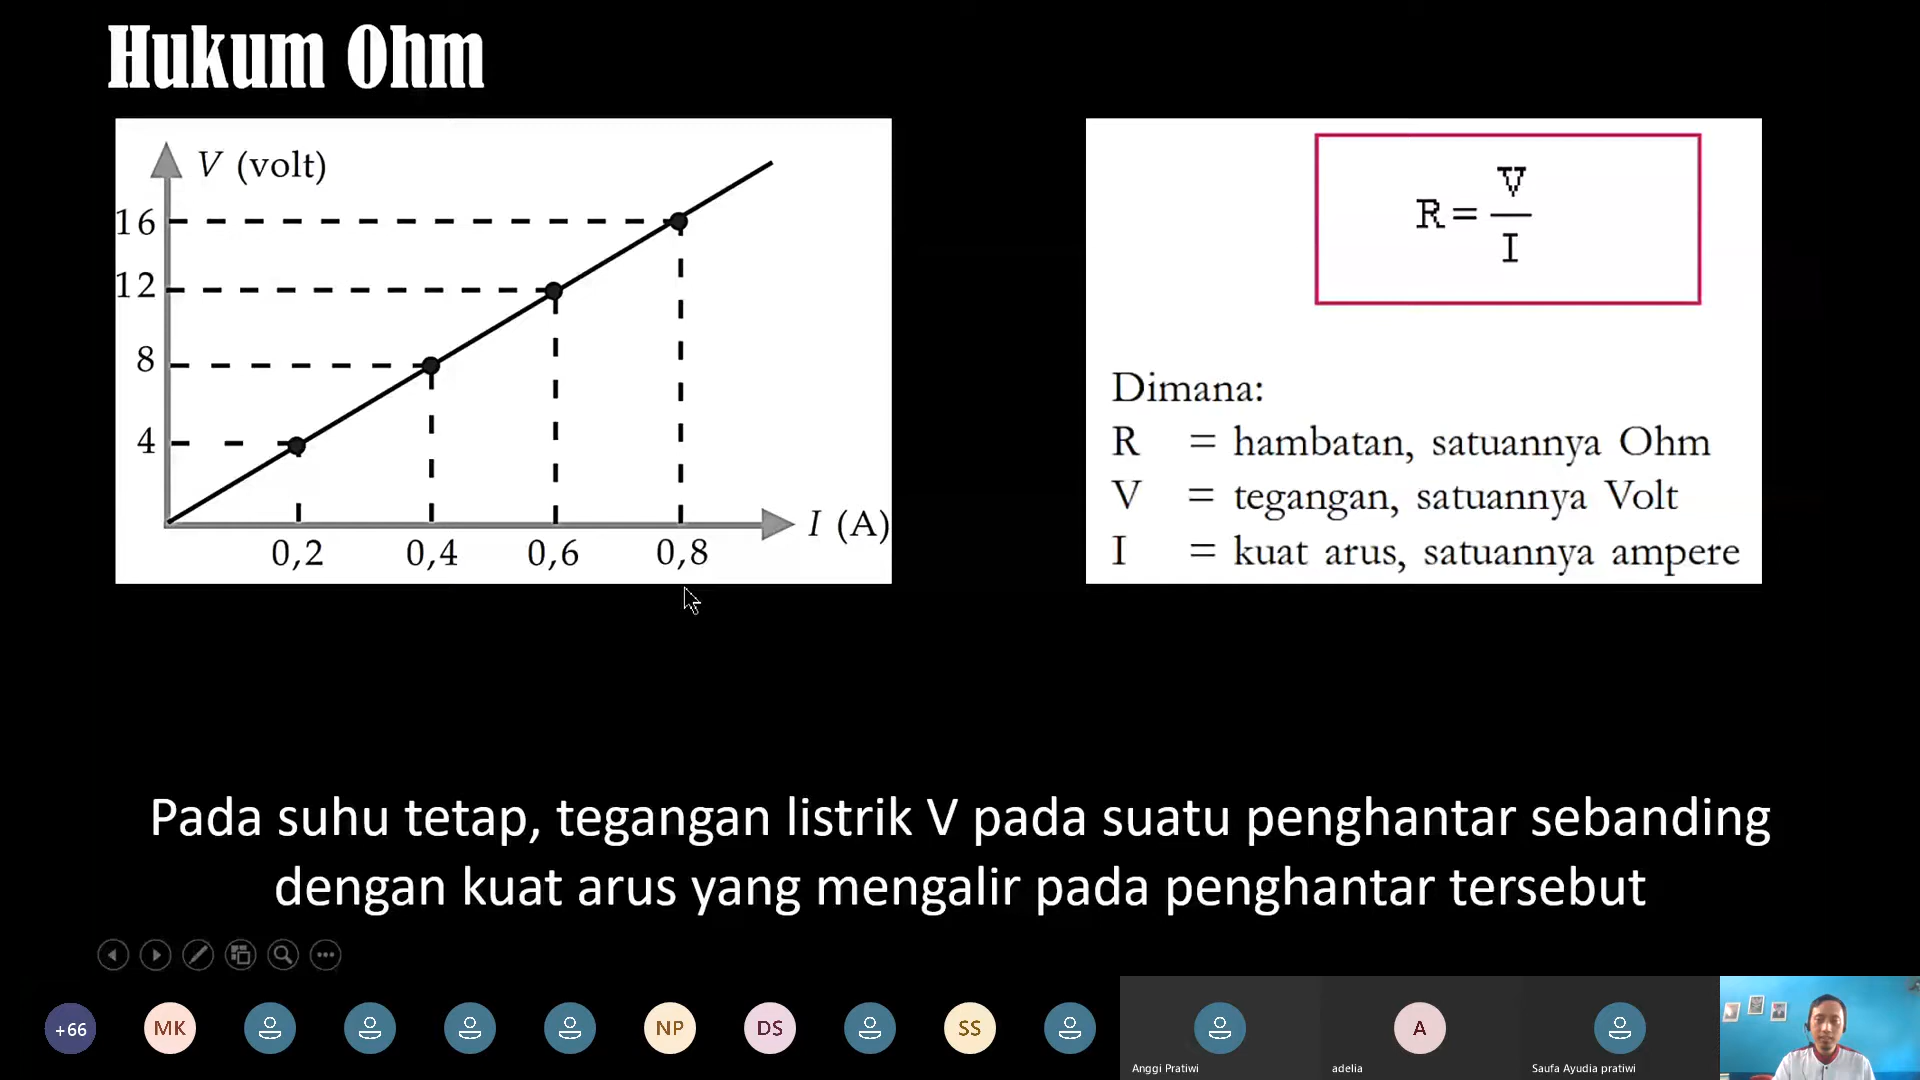 Hukum Ohm
V (volt)
16
12
8
4
I (A)
0,2 0,4 0,6 0,8
R = V
I
Dimana:
R = hambatan, satuannya Ohm
V = tegangan, satuannya Volt
I = kuat arus, satuannya ampere
Pada suhu tetap, tegangan listrik V pada suatu penghantar sebanding
dengan kuat arus yang mengalir pada penghantar tersebut
+66 MK NP DS SS A
Anggi Pratiwi adelia Saufa Ayudia pratiwi